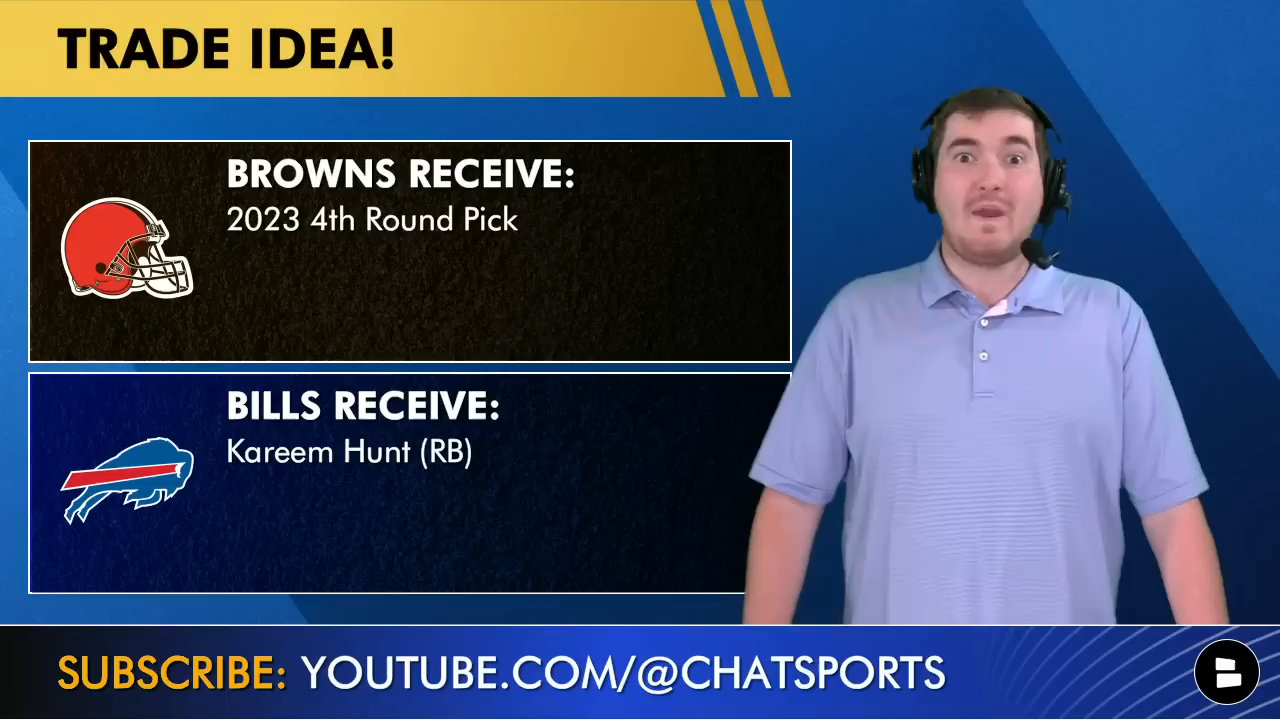 TRADE IDEA!
BROWNS RECEIVE:
2023 4th Round Pick
BILLS RECEIVE:
Kareem Hunt (RB)
SUBSCRIBE: YOUTUBE.COM/@CHATSPORTS